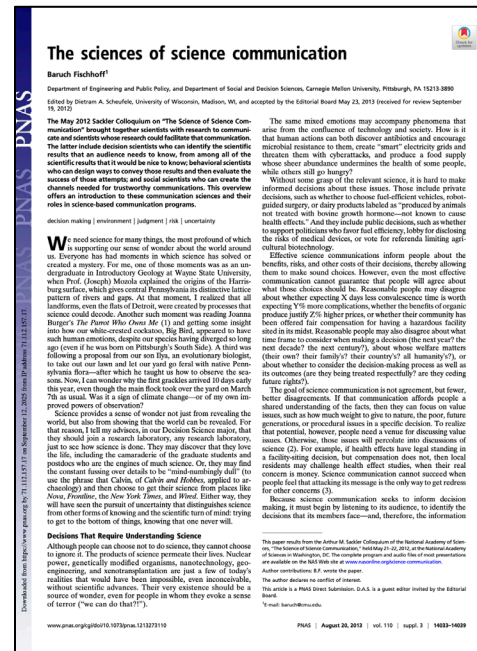 The sciences of science communication
Baruch Fischhoff1
Department of Engineering and Public Policy, and Department of Social and Decision Sciences, Carnegie Mellon University, Pittsburgh, PA 15213-3890
Edited by Dietram A. Scheufele, University of Wisconsin, Madison, WI, and accepted by the Editorial Board May 23, 2013 (received for review September
19, 2012)
The May 2012 Sackler Colloquium on "The Science of Science Com-
munication" brought together scientists with research to communi-
cate and scientists whose research could facilitate that communication.
The latter include decision scientists who can identify the scientific
results that an audience needs to know, from among all of the
scientific results that it would be nice to know; behavioral scientists
who can design ways to convey those results and then evaluate the
success of those attempts; and social scientists who can create the
channels needed for trustworthy communications. This overview
offers an introduction to these communication sciences and their
roles in science-based communication programs.
decision making | environment | judgment | risk | uncertainty
We need science for many things, the most profound of which
is supporting our sense of wonder about the world around
us. Everyone has had moments in which science has solved or
created a mystery. For me, one of those moments was as an un-
dergraduate in Introductory Geology at Wayne State University,
when Prof. (Joseph) Mozola explained the origins of the Harris-
burg surface, which gives central Pennsylvania its distinctive lattice
pattern of rivers and gaps. At that moment, I realized that all
landforms, even the flats of Detroit, were created by processes that
science could decode. Another such moment was reading Joanna
Burger's The Parrot Who Owns Me (1) and getting some insight
into how our white-crested cockatoo, Big Bird, appeared to have
such human emotions, despite our species having diverged so long
ago (even if he was born on Pittsburgh's South Side). A third was
following a proposal from our son Ilya, an evolutionary biologist,
to take out our lawn and let our yard go feral with native Penn-
sylvania flora—after which he taught us how to observe the sea-
sons. Now, I can wonder why the first grackles arrived 10 days early
this year, even though the main flock took over the yard on March
7th as usual. Was it a sign of climate change—or of my own im-
proved powers of observation?
Science provides a sense of wonder not just from revealing the
world, but also from showing that the world can be revealed. For
that reason, I tell my advisees, in our Decision Science major, that
they should join a research laboratory, any research laboratory,
just to see how science is done. They may discover that they love
the life, including the camaraderie of the graduate students and
postdocs who are the engines of much science. Or, they may find
the constant fussing over details to be "mind-numbingly dull" (to
use the phrase that Calvin, of Calvin and Hobbes, applied to ar-
chaeology) and then choose to get their science from places like
Nova, Frontline, the New York Times, and Wired. Either way, they
will have seen the pursuit of uncertainty that distinguishes science
from other forms of knowing and the scientific turn of mind: trying
to get to the bottom of things, knowing that one never will.
Decisions That Require Understanding Science
Although people can choose not to do science, they cannot choose
to ignore it. The products of science permeate their lives. Nuclear
power, genetically modified organisms, nanotechnology, geo-
engineering, and xenotransplantation are just a few of today's
realities that would have been impossible, even inconceivable,
without scientific advances. Their very existence should be a
source of wonder, even for people in whom they evoke a sense
of terror ("we can do that?!").
The same mixed emotions may accompany phenomena that
arise from the confluence of technology and society. How is it
that human actions can both discover antibiotics and encourage
microbial resistance to them, create "smart" electricity grids and
threaten them with cyberattacks, and produce a food supply
whose sheer abundance undermines the health of some people,
while others still go hungry?
Without some grasp of the relevant science, it is hard to make
informed decisions about these issues. Those include private
decisions, such as whether to choose fuel-efficient vehicles, robot-
guided surgery, or dairy products labeled as "produced by animals
not treated with bovine growth hormone—not known to cause
health effects." And they include public decisions, such as whether
to support politicians who favor fuel efficiency, lobby for disclosing
the risks of medical devices, or vote for referenda limiting agri-
cultural biotechnology.
Effective science communications inform people about the
benefits, risks, and other costs of their decisions, thereby allowing
them to make sound choices. However, even the most effective
communication cannot guarantee that people will agree about
what those choices should be. Reasonable people may disagree
about whether expecting X days less convalescence time is worth
expecting Y% more complications, whether the benefits of organic
produce justify Z% higher prices, or whether their community has
been offered fair compensation for having a hazardous facility
sited in its midst. Reasonable people may also disagree about what
time frame to consider when making a decision (the next year? the
next decade? the next century?), about whose welfare matters
(their own? their family's? their country's? all humanity's?), or
about whether to consider the decision-making process as well as
its outcomes (are they being treated respectfully? are they ceding
future rights?).
The goal of science communication is not agreement, but fewer,
better disagreements. If that communication affords people a
shared understanding of the facts, then they can focus on value
issues, such as how much weight to give to nature, the poor, future
generations, or procedural issues in a specific decision. To realize
that potential, however, people need a venue for discussing value
issues. Otherwise, those issues will percolate into discussions of
science (2). For example, if health effects have legal standing in
a facility-siting decision, but compensation does not, then local
residents may challenge health effect studies, when their real
concern is money. Science communication cannot succeed when
people feel that attacking its message is the only way to get redress
for other concerns (3).
Because science communication seeks to inform decision
making, it must begin by listening to its audience, to identify the
decisions that its members face—and, therefore, the information
This paper results from the Arthur M. Sackler Colloquium of the National Academy of Scien-
ces, "The Science of Science Communication," held May 21–22, 2012, at the National Academy
of Sciences in Washington, DC. The complete program and audio files of most presentations
are available on the NAS Web site at www.nasonline.org/science-communication.
Author contributions: B.F. wrote the paper.
The author declares no conflict of interest.
This article is a PNAS Direct Submission. D.A.S. is a guest editor invited by the Editorial
Board.
1E-mail: baruch@cmu.edu.
www.pnas.org/cgi/doi/10.1073/pnas.1213273110
PNAS | August 20, 2013 | vol. 110 | suppl. 3 | 14033–14039
Downloaded from https://www.pnas.org by 71.112.157.17 on September 12, 2025 from IP address 71.112.157.17.
PNAS
PNAS
Check for
updates